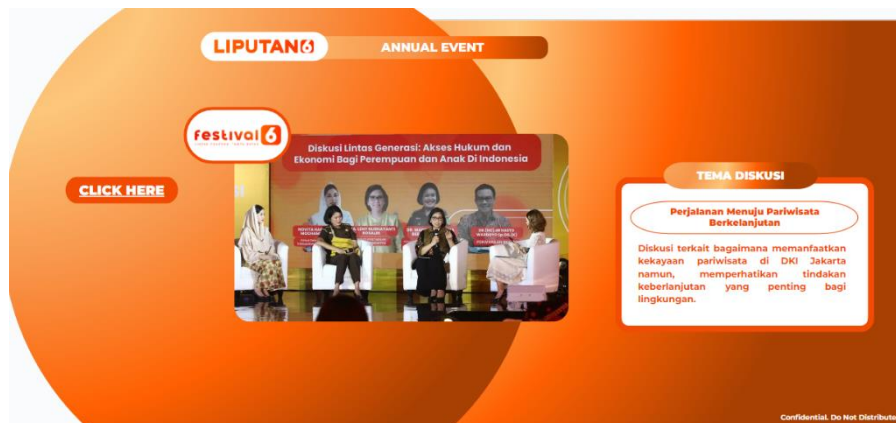 LIPUTAN6
ANNUAL EVENT
festival 6
Diskusi Lintas Generasi: Akses Hukum dan
Ekonomi Bagi Perempuan dan Anak Di Indonesia
CLICK HERE
TEMA DISKUSI
Perjalanan Menuju Pariwisata
Berkelanjutan
Diskusi terkait bagaimana memanfaatkan
kekayaan pariwisata di DKI Jakarta
namun, memperhatikan tindakan
keberlanjutan yang penting bagi
lingkungan.
Confidential. Do Not Distribute